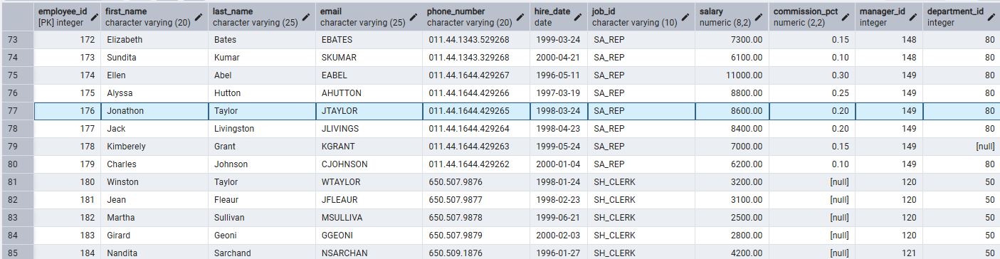 employee_id first_name last_name email phone_number hire_date job_id salary commission_pct manager_id department_id
[PK] integer character varying (20) character varying (25) character varying (25) character varying (20) date character varying (10) numeric (8,2) numeric (2,2) integer integer
73 172 Elizabeth Bates EBATES 011.44.1343.529268 1999-03-24 SA_REP 7300.00 0.15 148 80
74 173 Sundita Kumar SKUMAR 011.44.1343.329268 2000-04-21 SA_REP 6100.00 0.10 148 80
75 174 Ellen Abel EABEL 011.44.1644.429267 1996-05-11 SA_REP 11000.00 0.30 149 80
76 175 Alyssa Hutton AHUTTON 011.44.1644.429266 1997-03-19 SA_REP 8800.00 0.25 149 80
77 176 Jonathon Taylor JTAYLOR 011.44.1644.429265 1998-03-24 SA_REP 8600.00 0.20 149 80
78 177 Jack Livingston JLIVINGS 011.44.1644.429264 1998-04-23 SA_REP 8400.00 0.20 149 80
79 178 Kimberely Grant KGRANT 011.44.1644.429263 1999-05-24 SA_REP 7000.00 0.15 149 [null]
80 179 Charles Johnson CJOHNSON 011.44.1644.429262 2000-01-04 SA_REP 6200.00 0.10 149 80
81 180 Winston Taylor WTAYLOR 650.507.9876 1998-01-24 SH_CLERK 3200.00 [null] 120 50
82 181 Jean Fleaur JFLEAUR 650.507.9877 1998-02-23 SH_CLERK 3100.00 [null] 120 50
83 182 Martha Sullivan MSULLIVA 650.507.9878 1999-06-21 SH_CLERK 2500.00 [null] 120 50
84 183 Girard Geoni GGEONI 650.507.9879 2000-02-03 SH_CLERK 2800.00 [null] 120 50
85 184 Nandita Sarchand NSARCHAN 650.509.1876 1996-01-27 SH_CLERK 4200.00 [null] 121 50